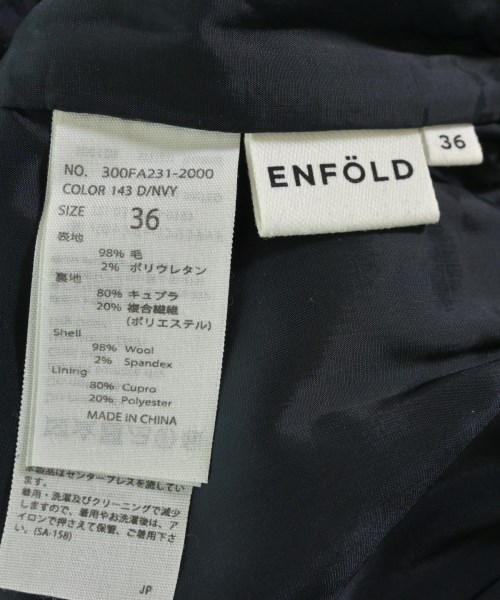 NO. 300FA231-2000
COLOR 143 D/NVY
SIZE 36
表地
98% 毛
2% ポリウレタン
裏地
80% キュプラ
20% 複合繊維
(ポリエステル)
Shell
98% Wool
2% Spandex
Lining
80% Cupro
20% Polyester
MADE IN CHINA
製品はセンタープレスを施してい
ます。
着用・洗濯及びクリーニングで減少
しますので、着用やお洗濯後は、ア
イロンで押さえて保管、ご着用下さ
い。(SA-158)
JP
ENFÖLD
36